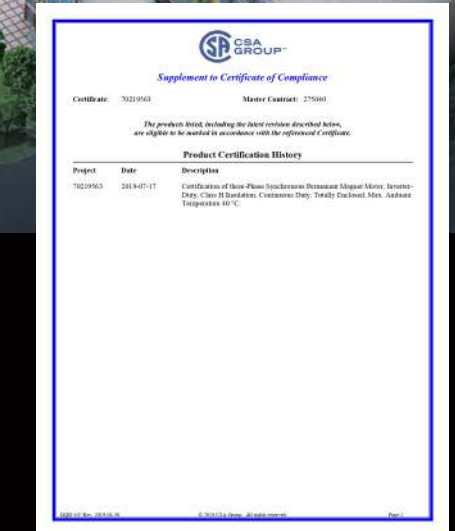 CSA
GROUP™
Supplement to Certificate of Compliance
Certificate: 70219563 Master Contract:
The products listed, including the latest revision described below,
are eligible to be marked in accordance with the referenced Certificate.
Product Certification History
Project Date Description
70219563 2019-07-17 Certification of three-Phase Synchronous Permanent Magnet Motor, Inverter-
Duty, Class H Insulation, Continuous Duty, Totally Enclosed, Max. Ambient
Temperature 40 °C.
CSA Group. All rights reserved.
Page 1